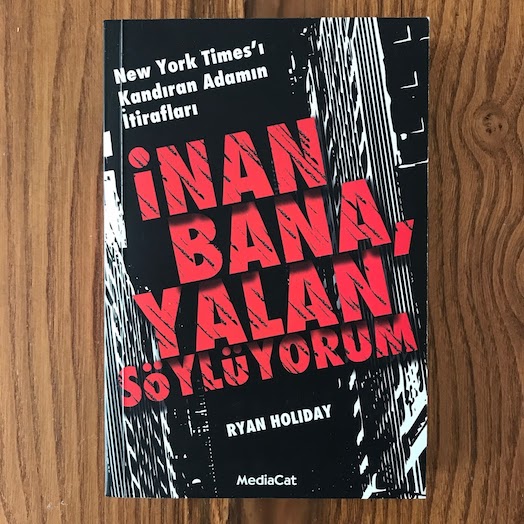 New York Times'ı
Kandıran Adamın
İtirafları
İNAN
BANA,
YALAN
SÖYLÜYORUM
RYAN HOLIDAY
MediaCat